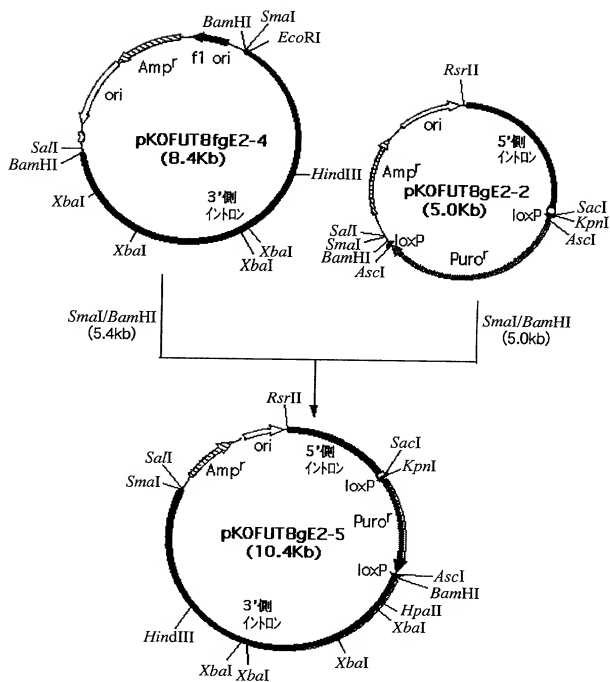 BamHI
SmaI
EcoRI
f1 ori
Ampr
ori
SalI
BamHI
XbaI
XbaI
XbaI
XbaI
HindIII
3'側
イントロン
pKOFUT8fgE2-4
(8.4Kb)
RsrII
ori
5'側
イントロン
Ampr
pKOFUT8gE2-2
(5.0Kb)
loxP
SacI
KpnI
AscI
SalI
SmaI
BamHI
AscI
loxP
Puror
SmaI/BamHI
(5.4kb)
SmaI/BamHI
(5.0kb)
RsrII
ori
Ampr
5'側
イントロン
SacI
KpnI
loxP
SalI
SmaI
Puror
pKOFUT8gE2-5
(10.4Kb)
loxP
AscI
BamHI
HpaII
XbaI
3'側
イントロン
HindIII
XbaI
XbaI
XbaI